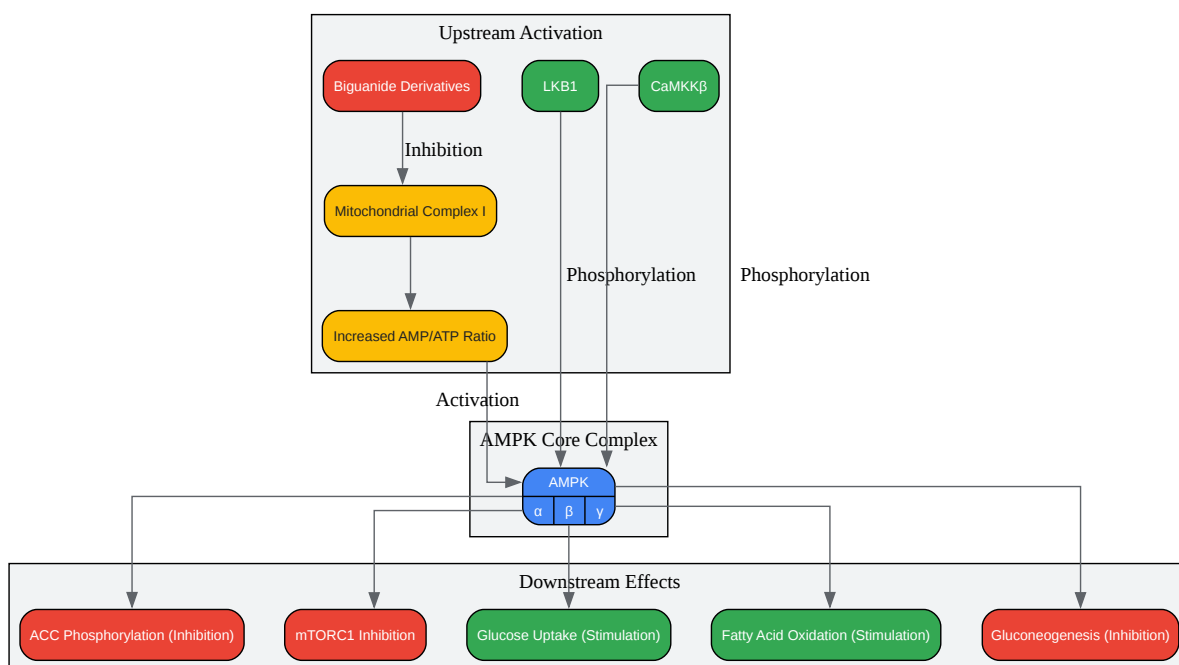 Upstream Activation
Biguanide Derivatives
LKB1
CaMKKβ
Inhibition
Mitochondrial Complex I
Phosphorylation
Phosphorylation
Increased AMP/ATP Ratio
Activation
AMPK Core Complex
AMPK
α
β
γ
Downstream Effects
ACC Phosphorylation (Inhibition)
mTORC1 Inhibition
Glucose Uptake (Stimulation)
Fatty Acid Oxidation (Stimulation)
Gluconeogenesis (Inhibition)